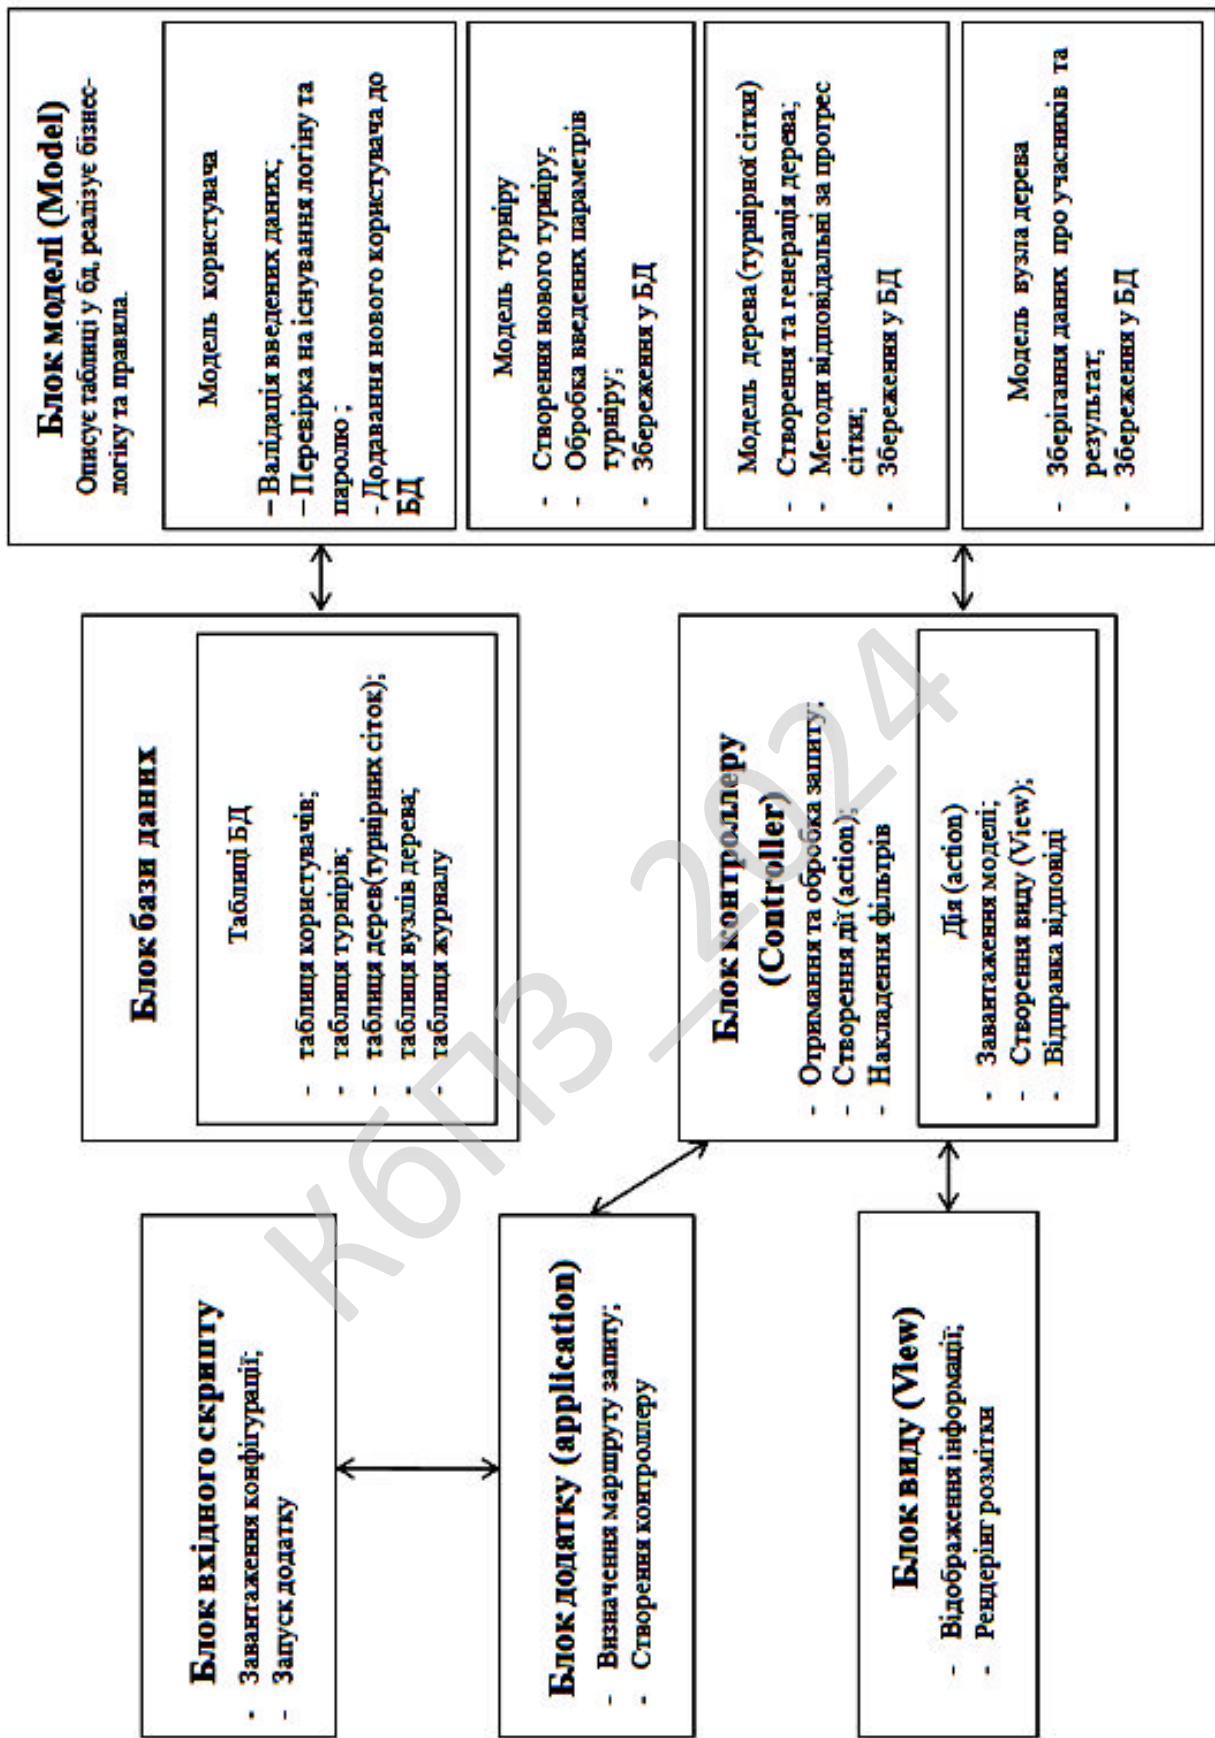 Блок вхідного скрипту
- Завантаження конфігурації;
- Запуск додатку
Блок додатку (application)
- Визначення маршруту запиту;
- Створення контроллеру
Блок виду (View)
- Відображення інформації;
- Рендерінг розмітки
Блок бази даних
Таблиці БД
- таблиця користувачів;
- таблиця турнірів;
- таблиця дерев(турнірних сіток);
- таблиця вузлів дерева;
- таблиця журналу
Блок контроллеру
(Controller)
- Отримання та обробка запиту;
- Створення дії (action);
- Накладення фільтрів
Дія (action)
- Завантаження моделі;
- Створення виду (View);
- Відправка відповіді
Блок моделі (Model)
Описує таблиці у бд, реалізує бізнес-
логіку та правила.
Модель користувача
– Валідація введених даних;
– Перевірка на існування логіну та
паролю ;
- Додавання нового користувача до
БД
Модель турніру
- Створення нового турніру;
- Обробка введених параметрів
турніру;
- Збереження у БД
Модель дерева (турнірної сітки)
- Створення та генерація дерева;
- Методи відповідальні за прогрес
сітки;
- Збереження у БД
Модель вузла дерева
- Зберігання даних про учасників та
результат;
- Збереження у БД
КбПЗ_2024